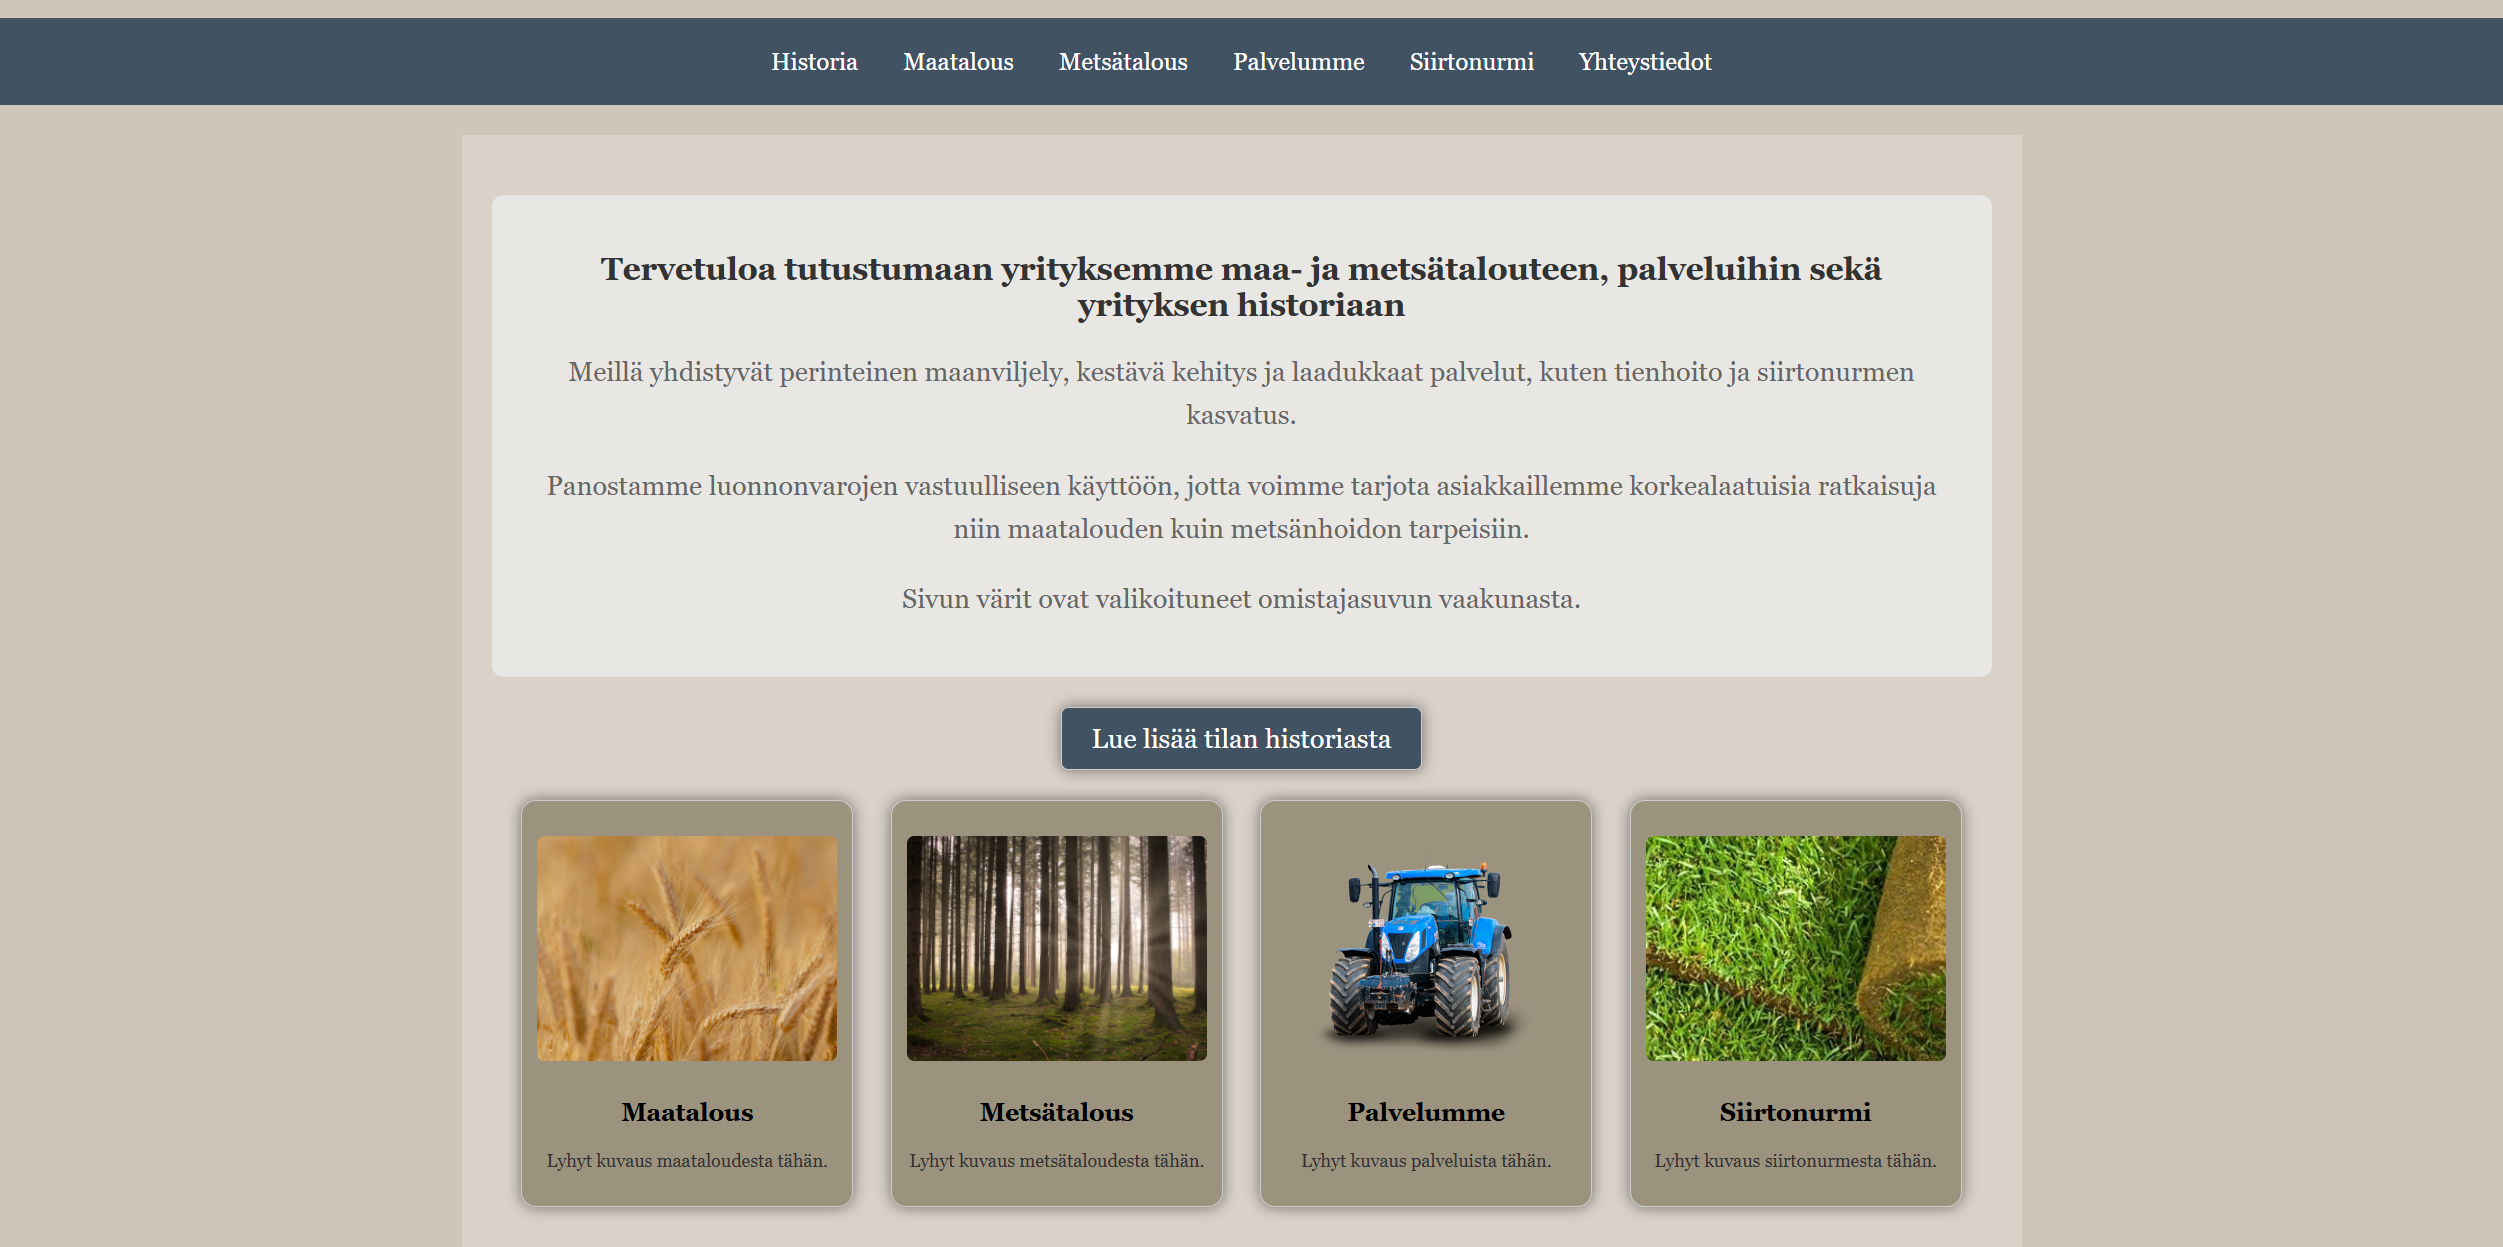 Historia Maatalous Metsätalous Palvelumme Siirtonurmi Yhteystiedot
Tervetuloa tutustumaan yrityksemme maa- ja metsätalouteen, palveluihin sekä
yrityksen historiaan
Meillä yhdistyvät perinteinen maanviljely, kestävä kehitys ja laadukkaat palvelut, kuten tienhoito ja siirtonurmen
kasvatus.
Panostamme luonnonvarojen vastuulliseen käyttöön, jotta voimme tarjota asiakkaillemme korkealaatuisia ratkaisuja
niin maatalouden kuin metsänhoidon tarpeisiin.
Sivun värit ovat valikoituneet omistajasuvun vaakunasta.
Lue lisää tilan historiasta
Maatalous
Lyhyt kuvaus maataloudesta tähän.
Metsätalous
Lyhyt kuvaus metsätaloudesta tähän.
Palvelumme
Lyhyt kuvaus palveluista tähän.
Siirtonurmi
Lyhyt kuvaus siirtonurmesta tähän.